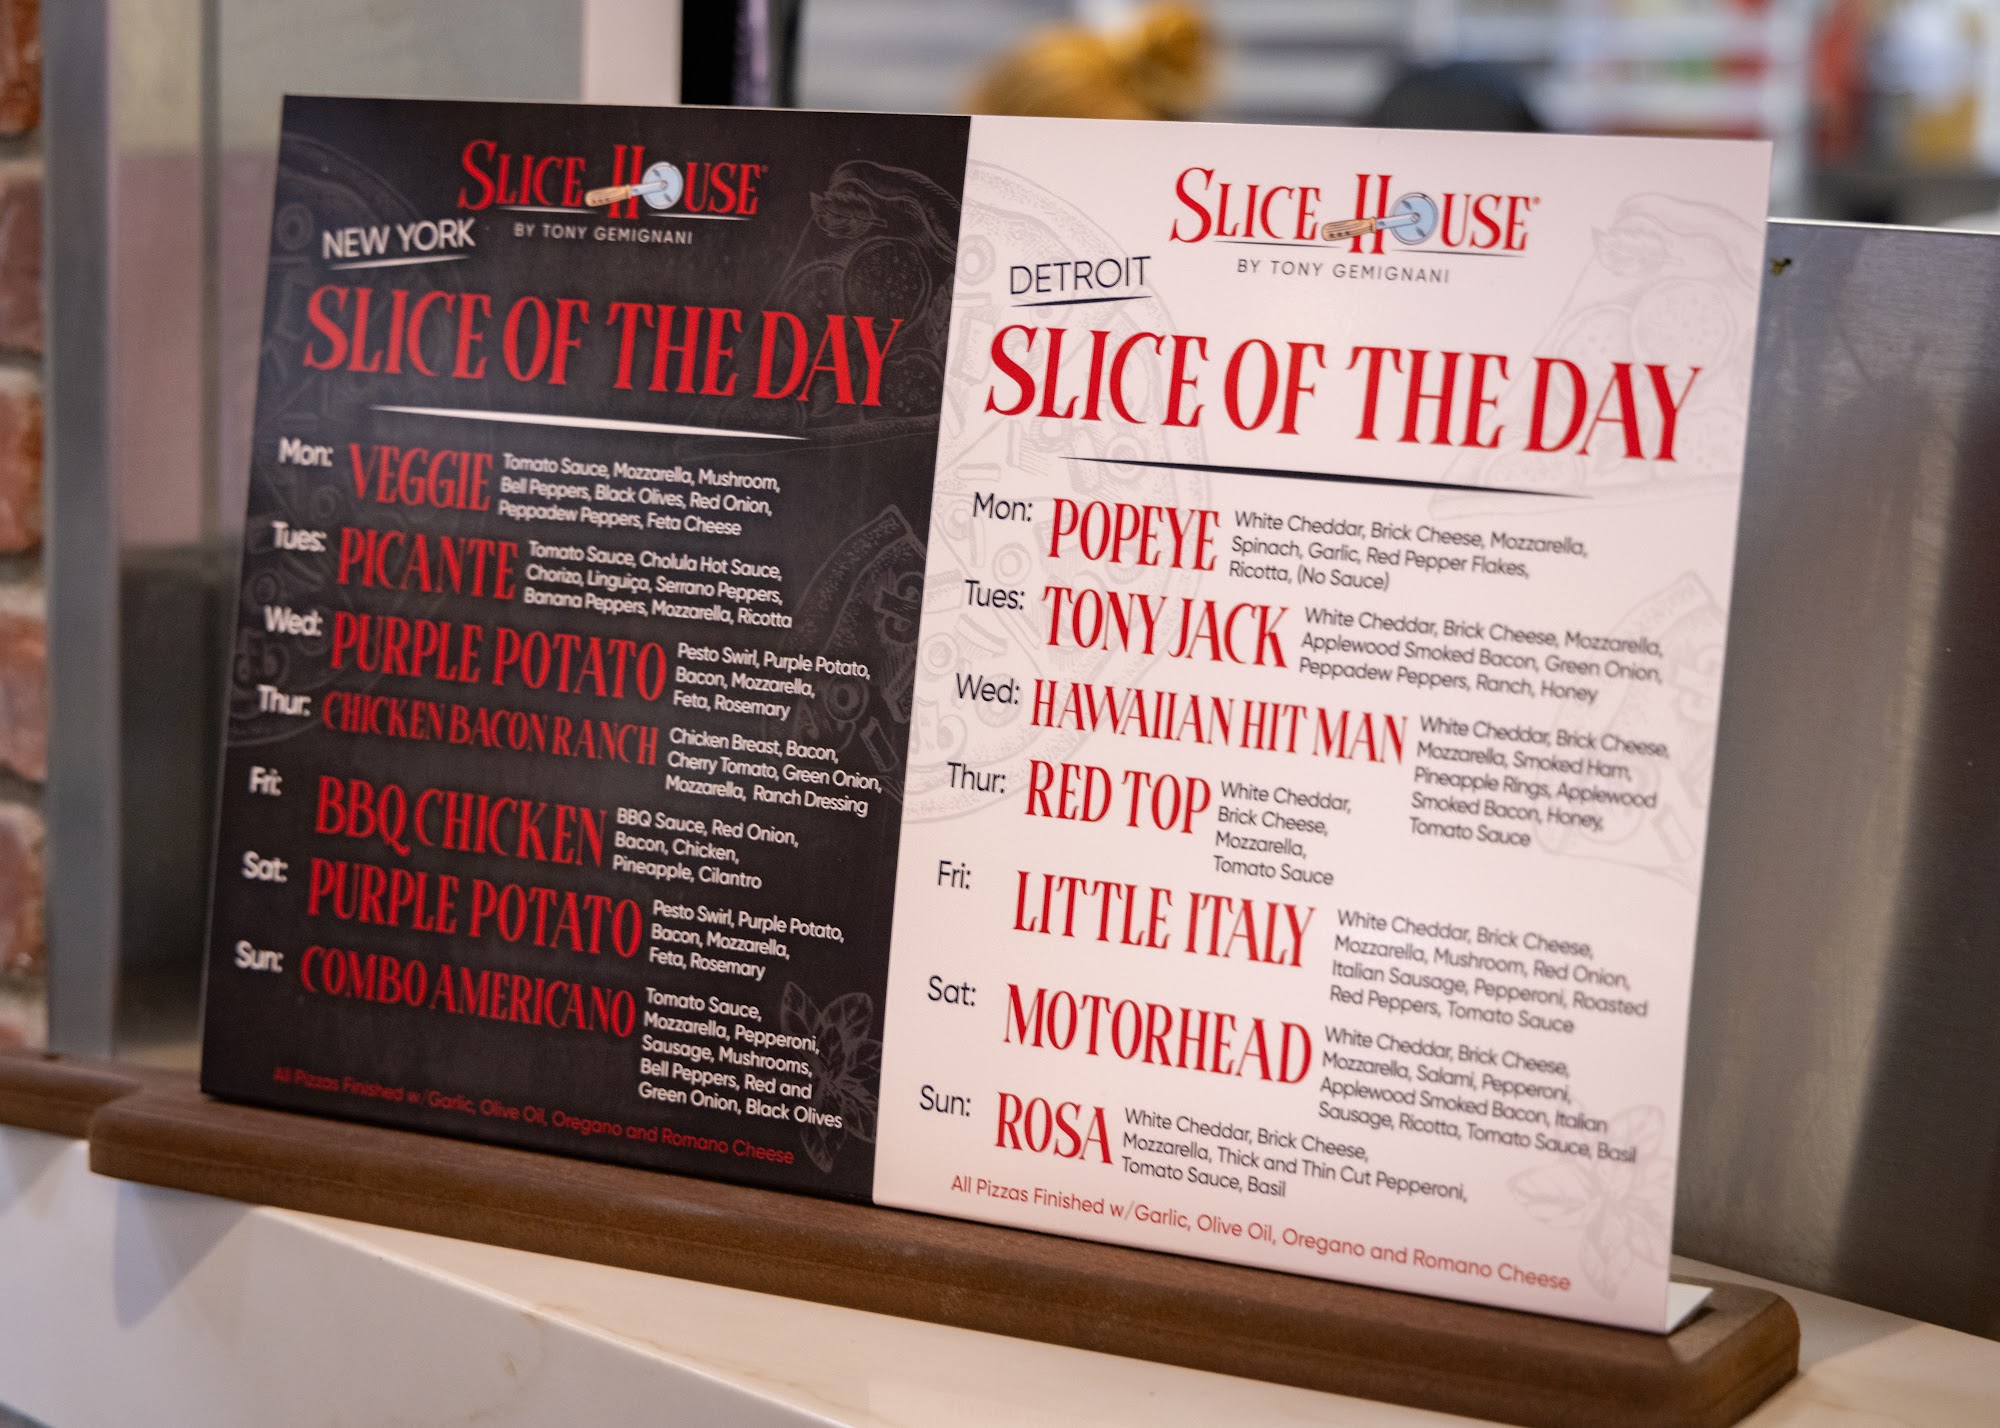 SLICE HOUSE®
BY TONY GEMIGNANI
NEW YORK
SLICE OF THE DAY
Mon: VEGGIE Tomato Sauce, Mozzarella, Mushroom,
Bell Peppers, Black Olives, Red Onion,
Peppadew Peppers, Feta Cheese
Tues: PICANTE Tomato Sauce, Cholula Hot Sauce,
Chorizo, Linguiça, Serrano Peppers,
Banana Peppers, Mozzarella, Ricotta
Wed: PURPLE POTATO Pesto Swirl, Purple Potato,
Bacon, Mozzarella,
Feta, Rosemary
Thur: CHICKEN BACON RANCH Chicken Breast, Bacon,
Cherry Tomato, Green Onion,
Mozzarella, Ranch Dressing
Fri: BBQ CHICKEN BBQ Sauce, Red Onion,
Bacon, Chicken,
Pineapple, Cilantro
Sat: PURPLE POTATO Pesto Swirl, Purple Potato,
Bacon, Mozzarella,
Feta, Rosemary
Sun: COMBO AMERICANO Tomato Sauce,
Mozzarella, Pepperoni,
Sausage, Mushrooms,
Bell Peppers, Red and
Green Onion, Black Olives
All Pizzas Finished w/Garlic, Olive Oil, Oregano and Romano Cheese
SLICE HOUSE®
BY TONY GEMIGNANI
DETROIT
SLICE OF THE DAY
Mon: POPEYE White Cheddar, Brick Cheese, Mozzarella,
Spinach, Garlic, Red Pepper Flakes,
Ricotta, (No Sauce)
Tues: TONY JACK White Cheddar, Brick Cheese, Mozzarella,
Applewood Smoked Bacon, Green Onion,
Peppadew Peppers, Ranch, Honey
Wed: HAWAIIAN HIT MAN White Cheddar, Brick Cheese,
Mozzarella, Smoked Ham,
Pineapple Rings, Applewood
Smoked Bacon, Honey,
Tomato Sauce
Thur: RED TOP White Cheddar,
Brick Cheese,
Mozzarella,
Tomato Sauce
Fri: LITTLE ITALY White Cheddar, Brick Cheese,
Mozzarella, Mushroom, Red Onion,
Italian Sausage, Pepperoni, Roasted
Red Peppers, Tomato Sauce
Sat: MOTORHEAD White Cheddar, Brick Cheese,
Mozzarella, Salami, Pepperoni,
Applewood Smoked Bacon, Italian
Sausage, Ricotta, Tomato Sauce, Basil
Sun: ROSA White Cheddar, Brick Cheese,
Mozzarella, Thick and Thin Cut Pepperoni,
Tomato Sauce, Basil
All Pizzas Finished w/Garlic, Olive Oil, Oregano and Romano Cheese